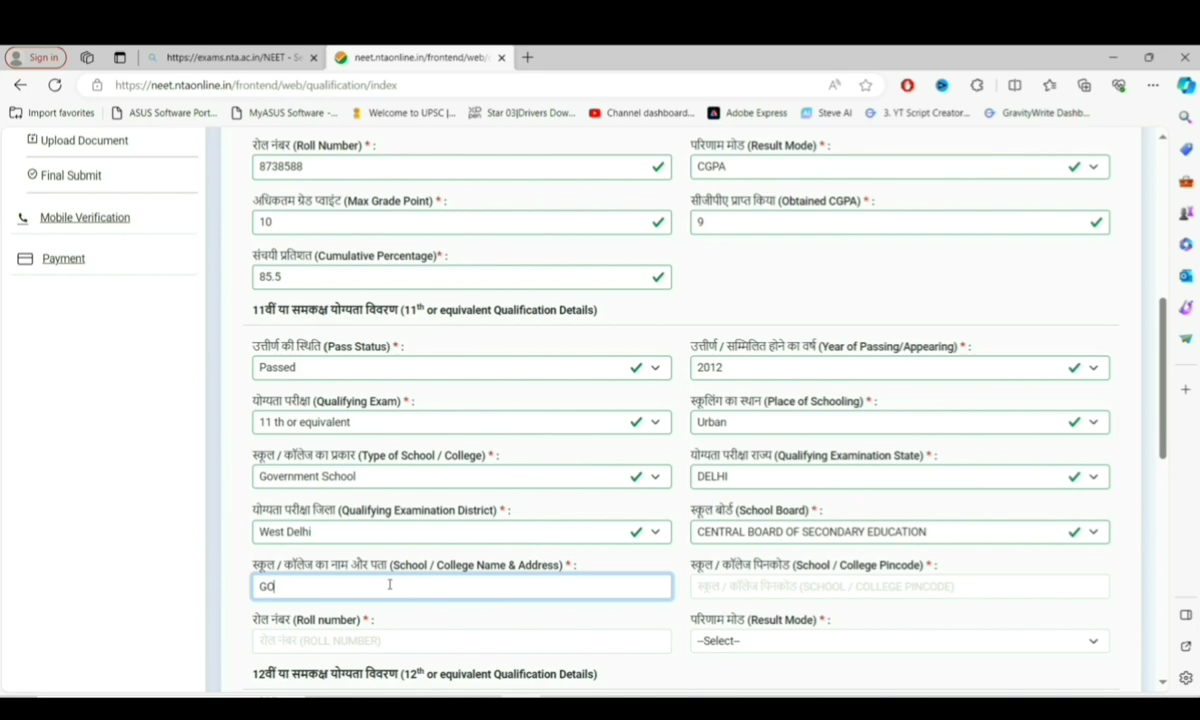 Sign in
https://exams.nta.ac.in/NEET - Se
neet.ntaonline.in/frontend/web/
https://neet.ntaonline.in/frontend/web/qualification/index
Import favorites
ASUS Software Port...
MyASUS Software -...
Welcome to UPSC |...
Star 03|Drivers Dow...
Channel dashboard...
Adobe Express
Steve AI
3. YT Script Creator...
GravityWrite Dashb...
Upload Document
Final Submit
Mobile Verification
Payment
रोल नंबर (Roll Number) * :
परिणाम मोड (Result Mode) * :
8738588
CGPA
अधिकतम ग्रेड प्वाइंट (Max Grade Point) * :
सीजीपीए प्राप्त किया (Obtained CGPA) * :
10
9
संचयी प्रतिशत (Cumulative Percentage)* :
85.5
11वीं या समकक्ष योग्यता विवरण (11th or equivalent Qualification Details)
उत्तीर्ण की स्थिति (Pass Status) * :
उत्तीर्ण / सम्मिलित होने का वर्ष (Year of Passing/Appearing) * :
Passed
2012
योग्यता परीक्षा (Qualifying Exam) * :
स्कूलिंग का स्थान (Place of Schooling) * :
11 th or equivalent
Urban
स्कूल / कॉलेज का प्रकार (Type of School / College) * :
योग्यता परीक्षा राज्य (Qualifying Examination State) * :
Government School
DELHI
योग्यता परीक्षा जिला (Qualifying Examination District) * :
स्कूल बोर्ड (School Board) * :
West Delhi
CENTRAL BOARD OF SECONDARY EDUCATION
स्कूल / कॉलेज का नाम और पता (School / College Name & Address) * :
स्कूल / कॉलेज पिनकोड (School / College Pincode) * :
GO
स्कूल / कॉलेज पिनकोड (SCHOOL / COLLEGE PINCODE)
रोल नंबर (Roll number) * :
परिणाम मोड (Result Mode) * :
रोल नंबर (ROLL NUMBER)
--Select--
12वीं या समकक्ष योग्यता विवरण (12th or equivalent Qualification Details)